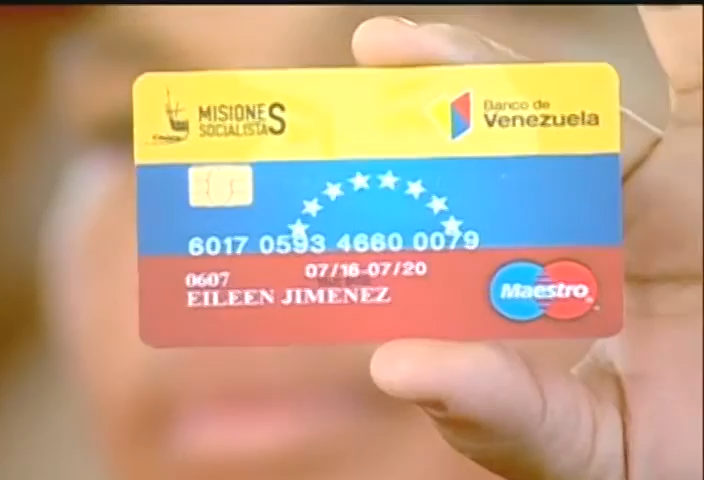 MISIONES
SOCIALISTAS
Banco de
Venezuela
6017 0593 4660 0079
07/16-07/20
0607
EILEEN JIMENEZ
Maestro